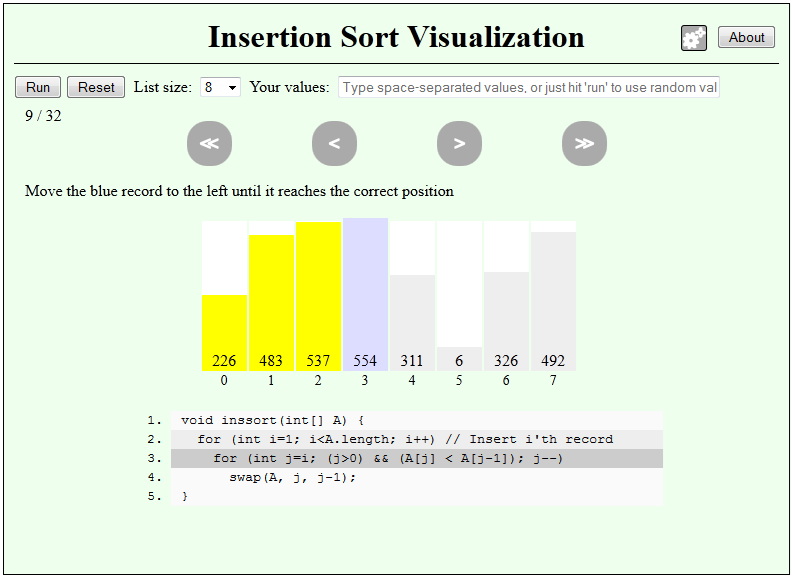 Insertion Sort Visualization
About
Run Reset List size: 8 Your values: Type space-separated values, or just hit 'run' to use random val
9 / 32
≪ < > ≫
Move the blue record to the left until it reaches the correct position
226 483 537 554 311 6 326 492
0 1 2 3 4 5 6 7
1. void inssort(int[] A) {
2. for (int i=1; i<A.length; i++) // Insert i'th record
3. for (int j=i; (j>0) && (A[j] < A[j-1]); j--)
4. swap(A, j, j-1);
5. }